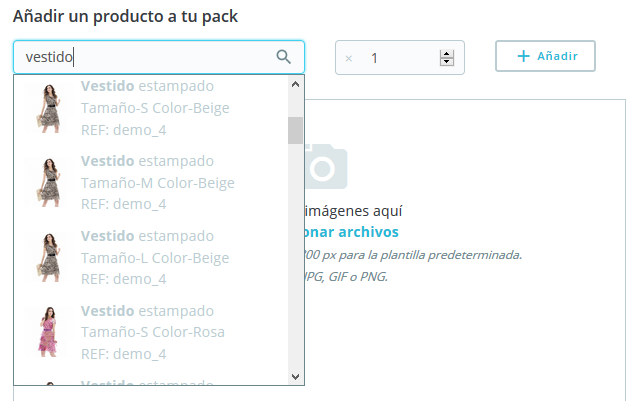 Añadir un producto a tu pack
vestido
× 1
+ Añadir
Vestido estampado
Tamaño-S Color-Beige
REF: demo_4
Vestido estampado
Tamaño-M Color-Beige
REF: demo_4
Vestido estampado
Tamaño-L Color-Beige
REF: demo_4
Vestido estampado
Tamaño-S Color-Rosa
REF: demo_4
Vestido estampado
imágenes aquí
onar archivos
00 px para la plantilla predeterminada.
JPG, GIF o PNG.